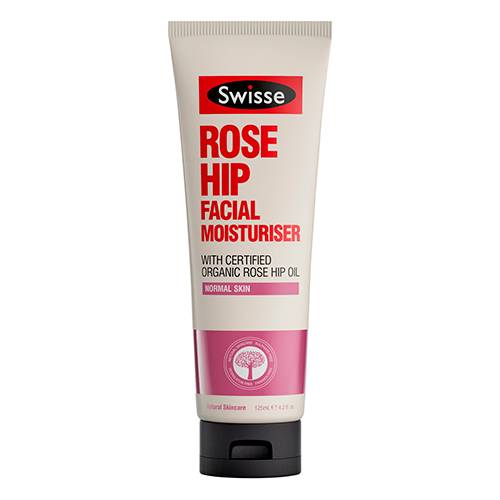 Swisse
ROSE
HIP
FACIAL
MOISTURISER
WITH CERTIFIED
ORGANIC ROSE HIP OIL
NORMAL SKIN
Natural Skincare 125mL e 4.2 fl. oz